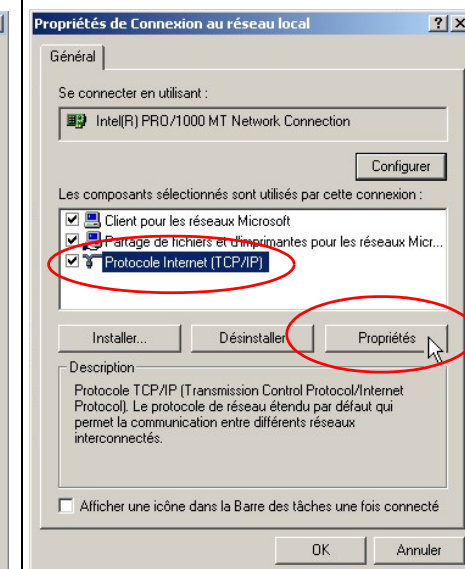 Propriétés de Connexion au réseau local
Général
Se connecter en utilisant :
Intel(R) PRO/1000 MT Network Connection
Configurer
Les composants sélectionnés sont utilisés par cette connexion :
Client pour les réseaux Microsoft
Partage de fichiers et d'imprimantes pour les réseaux Micr...
Protocole Internet (TCP/IP)
Installer... Désinstaller Propriétés
Description
Protocole TCP/IP (Transmission Control Protocol/Internet
Protocol). Le protocole de réseau étendu par défaut qui
permet la communication entre différents réseaux
interconnectés.
Afficher une icône dans la Barre des tâches une fois connecté
OK Annuler